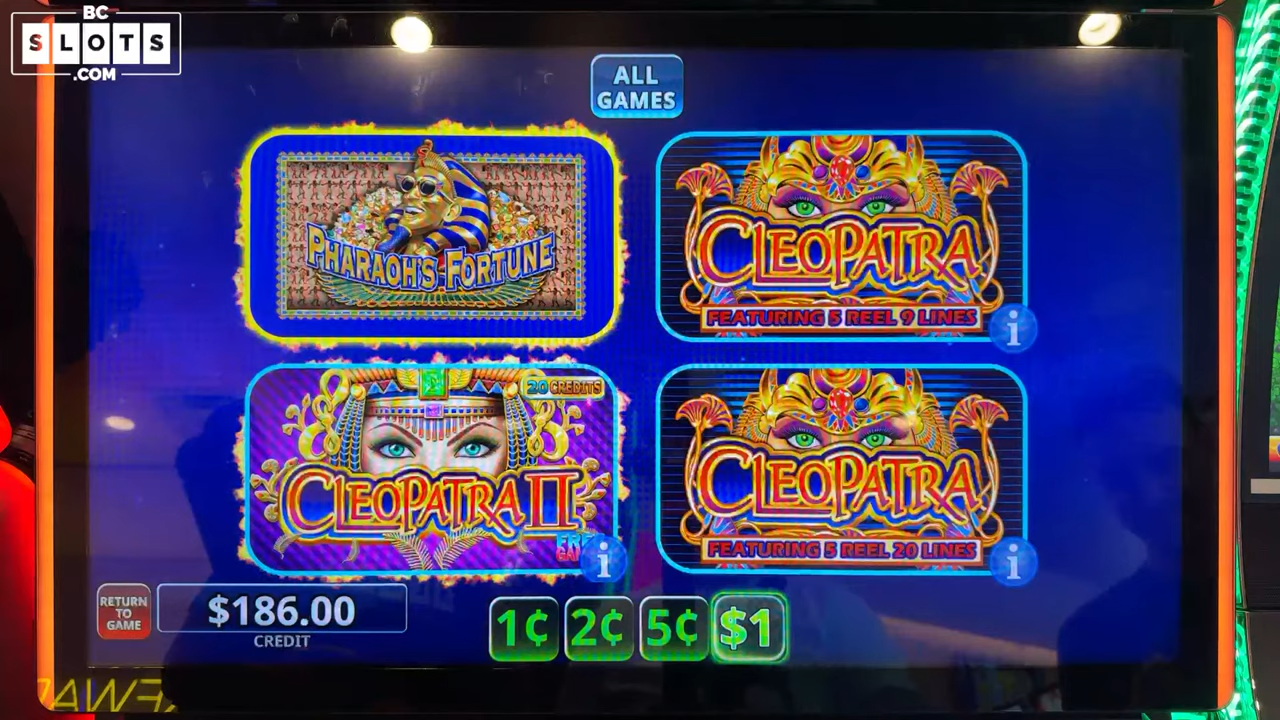 BC
SLOTS
.COM
ALL
GAMES
PHARAOH'S FORTUNE
CLEOPATRA
FEATURING 5 REEL 9 LINES
i
20 CREDITS
CLEOPATRA II
i
CLEOPATRA
FEATURING 5 REEL 20 LINES
i
RETURN
TO
GAME
$186.00
CREDIT
1¢ 2¢ 5¢ $1